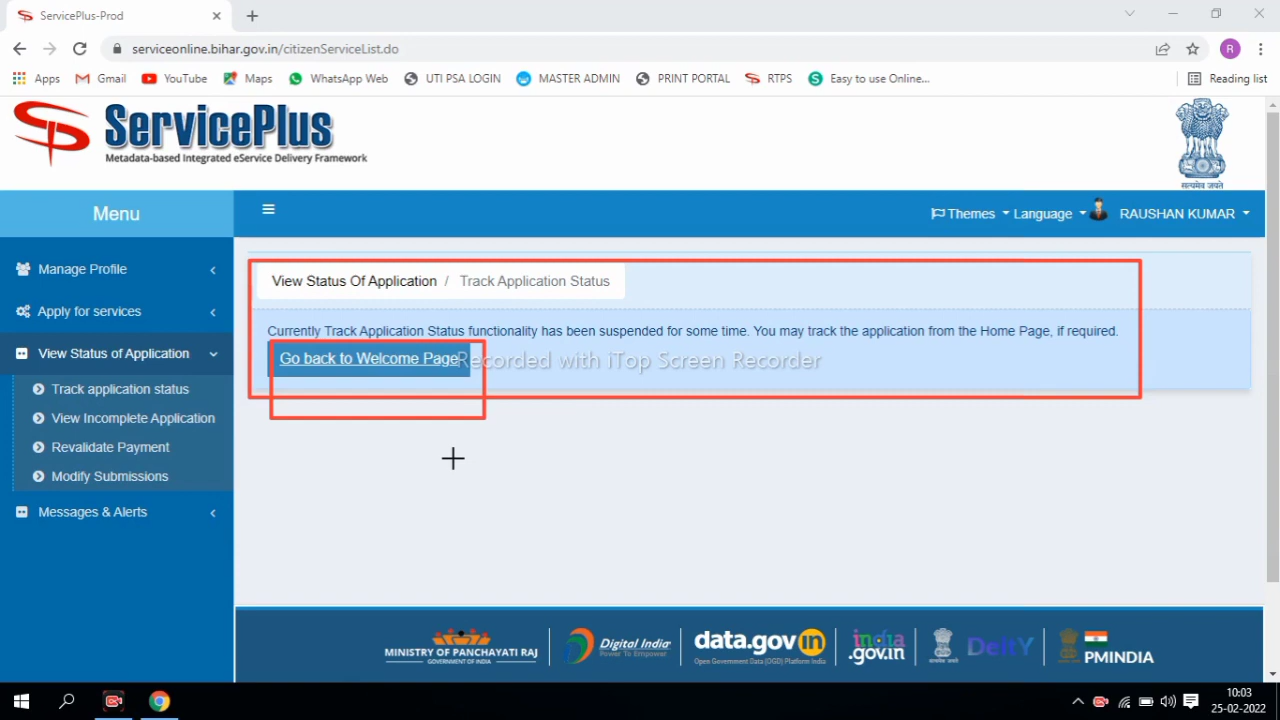 ServicePlus-Prod
serviceonline.bihar.gov.in/citizenServiceList.do
R
Apps Gmail YouTube Maps WhatsApp Web UTI PSA LOGIN MASTER ADMIN PRINT PORTAL RTPS Easy to use Online... Reading list
ServicePlus
Metadata-based Integrated eService Delivery Framework
सत्यमेव जयते
Menu
Themes Language RAUSHAN KUMAR
Manage Profile
Apply for services
View Status of Application
Track application status
View Incomplete Application
Revalidate Payment
Modify Submissions
Messages & Alerts
View Status Of Application / Track Application Status
Currently Track Application Status functionality has been suspended for some time. You may track the application from the Home Page, if required.
Go back to Welcome Page
Recorded with iTop Screen Recorder
MINISTRY OF PANCHAYATI RAJ
GOVERNMENT OF INDIA
Digital India
Power To Empower
data.gov in
Open Government Data (OGD) Platform India
india
.gov.in
DeitY
PMINDIA
10:03
25-02-2022